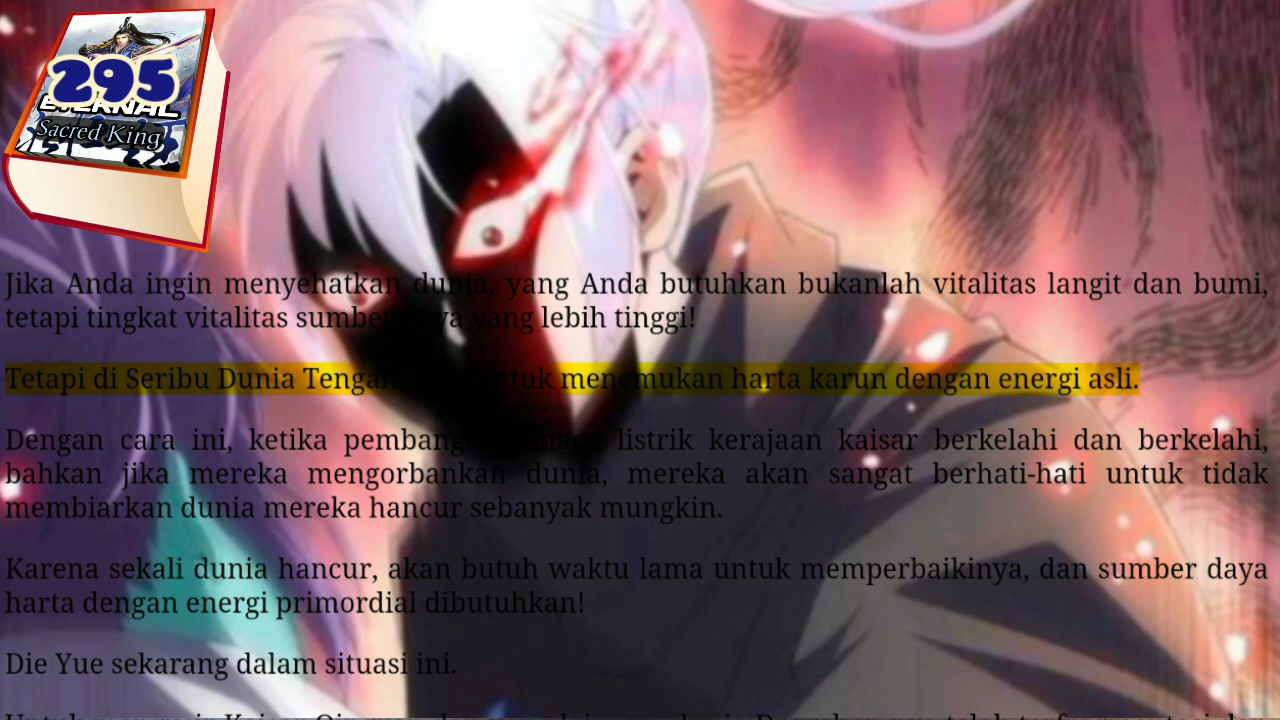 295
ETERNAL
Sacred King
Jika Anda ingin menyehatkan dunia, yang Anda butuhkan bukanlah vitalitas langit dan bumi,
tetapi tingkat vitalitas sumber daya yang lebih tinggi!
Tetapi di Seribu Dunia Tengah, untuk menemukan harta karun dengan energi asli.
Dengan cara ini, ketika pembangkit tenaga listrik kerajaan kaisar berkelahi dan berkelahi,
bahkan jika mereka mengorbankan dunia, mereka akan sangat berhati-hati untuk tidak
membiarkan dunia mereka hancur sebanyak mungkin.
Karena sekali dunia hancur, akan butuh waktu lama untuk memperbaikinya, dan sumber daya
harta dengan energi primordial dibutuhkan!
Die Yue sekarang dalam situasi ini.